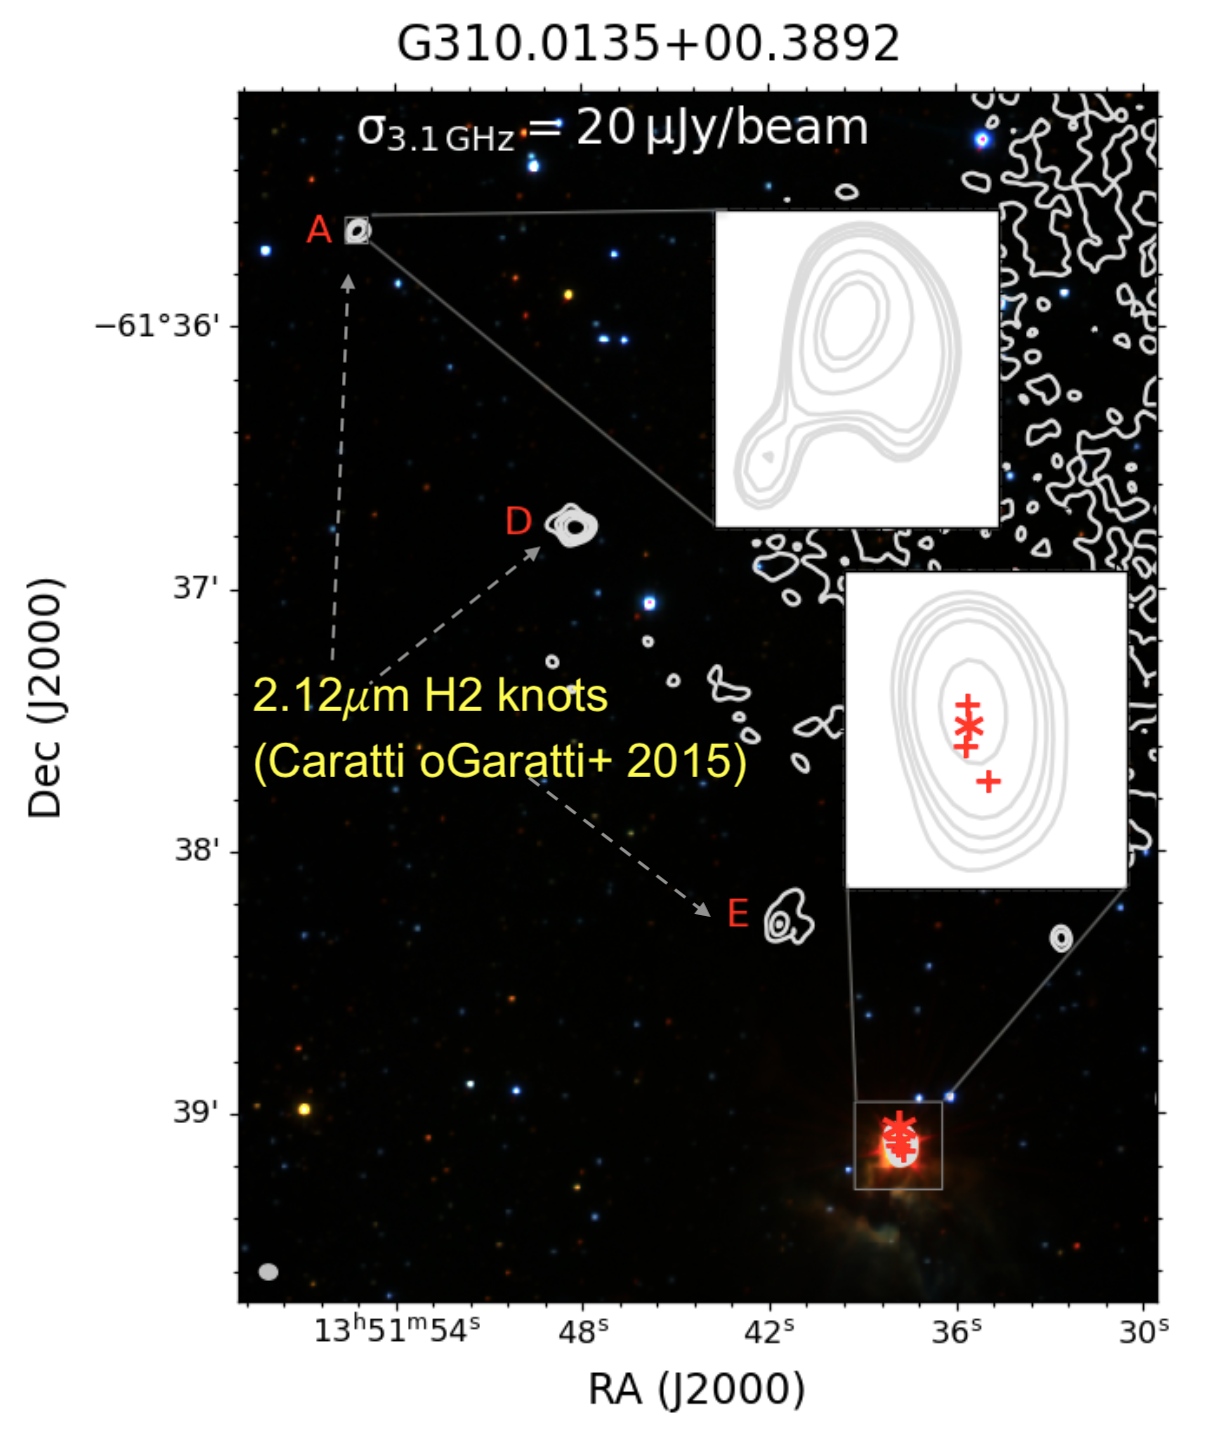 G310.0135+00.3892
σ3.1 GHz = 20 μJy/beam
A
−61°36'
D
37'
2.12μm H2 knots
(Caratti oGaratti+ 2015)
38'
E
39'
13ʰ51ᵐ54ˢ 48ˢ 42ˢ 36ˢ 30ˢ
RA (J2000)
Dec (J2000)